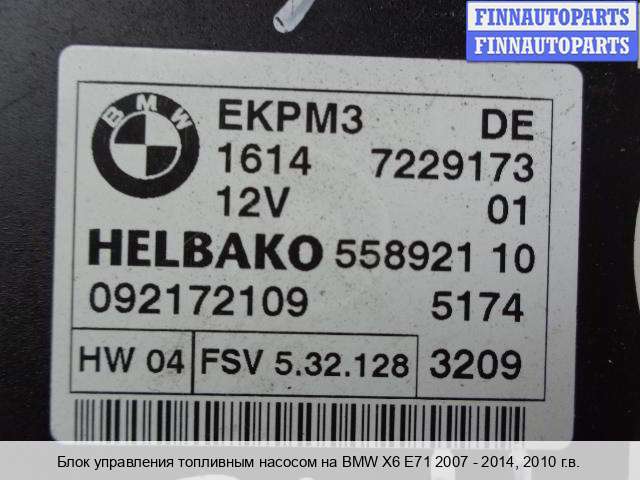 FINNAUTOPARTS
FINNAUTOPARTS
BMW
EKPM3 DE
1614 7229173
12V 01
HELBAKO 558921 10
092172109 5174
HW 04 FSV 5.32.128 3209
Блок управления топливным насосом на BMW X6 E71 2007 - 2014, 2010 г.в.